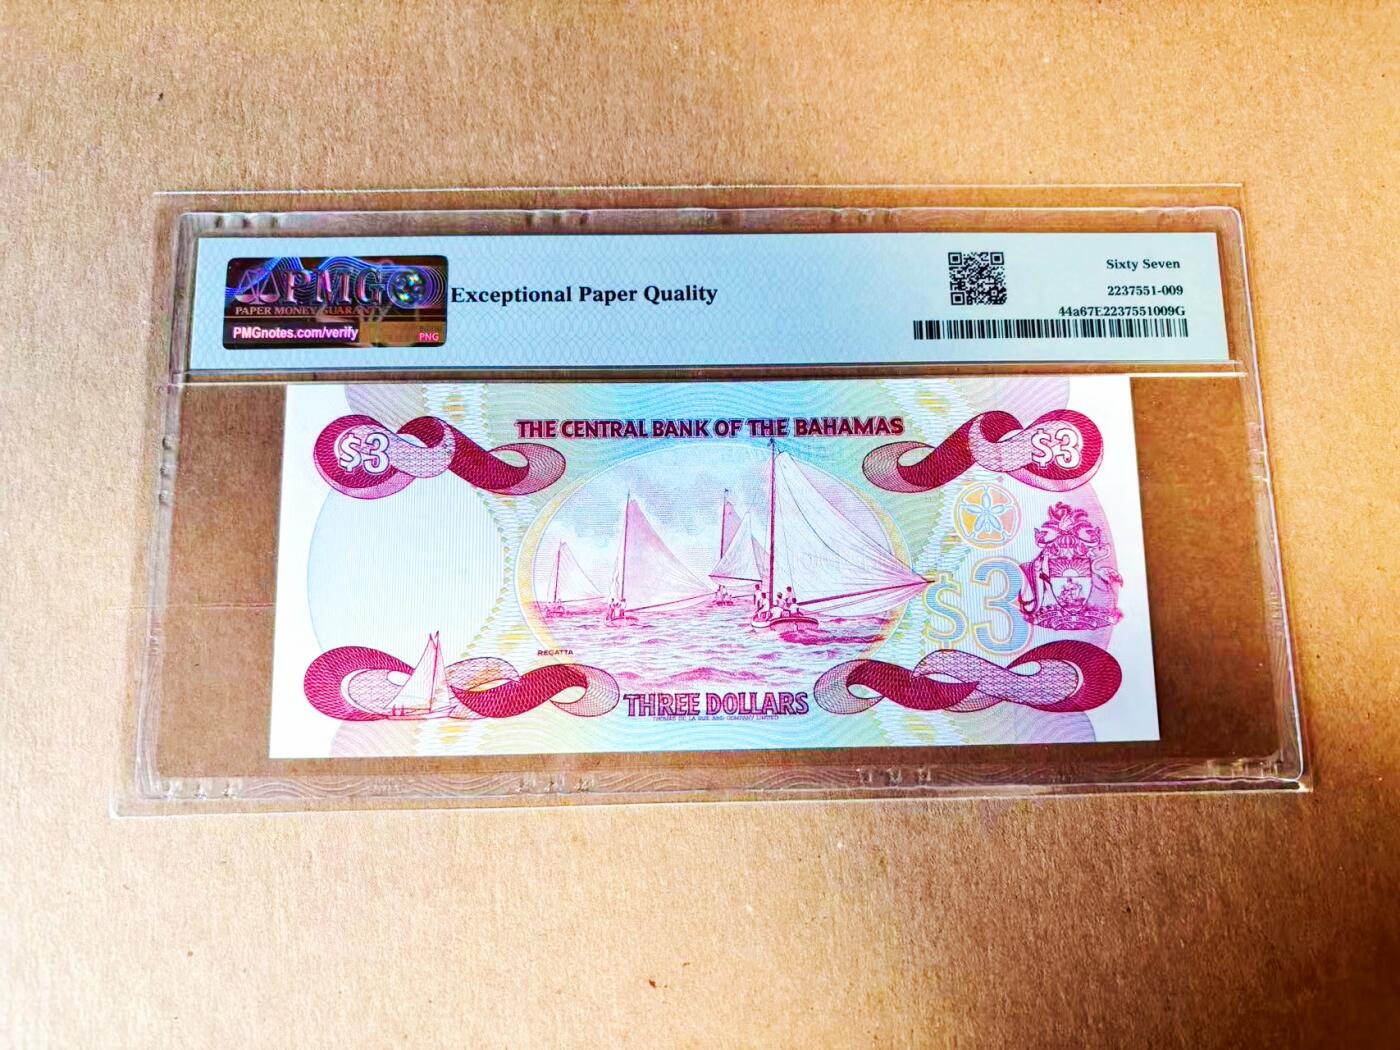 PMG
PAPER MONEY GUARANTY
PMGnotes.com/verify
PNG
Exceptional Paper Quality
Sixty Seven
2237551-009
44a67E2237551009G
THE CENTRAL BANK OF THE BAHAMAS
$3
$3
$3
REGATTA
THREE DOLLARS
THOMAS DE LA RUE AND COMPANY LIMITED